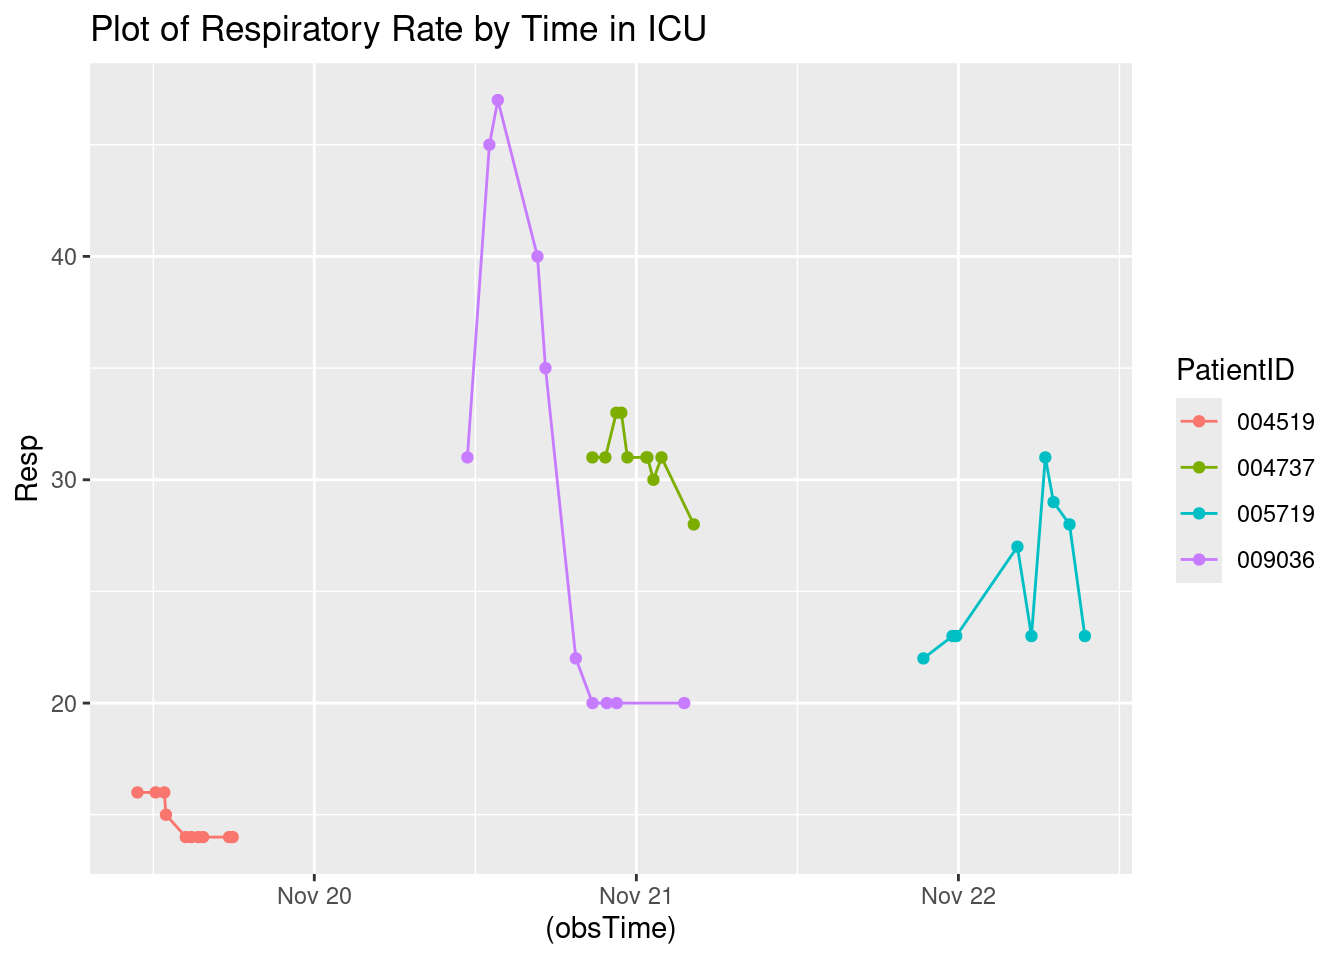 Plot of Respiratory Rate by Time in ICU
Resp
40
30
20
Nov 20
Nov 21
Nov 22
(obsTime)
PatientID
004519
004737
005719
009036